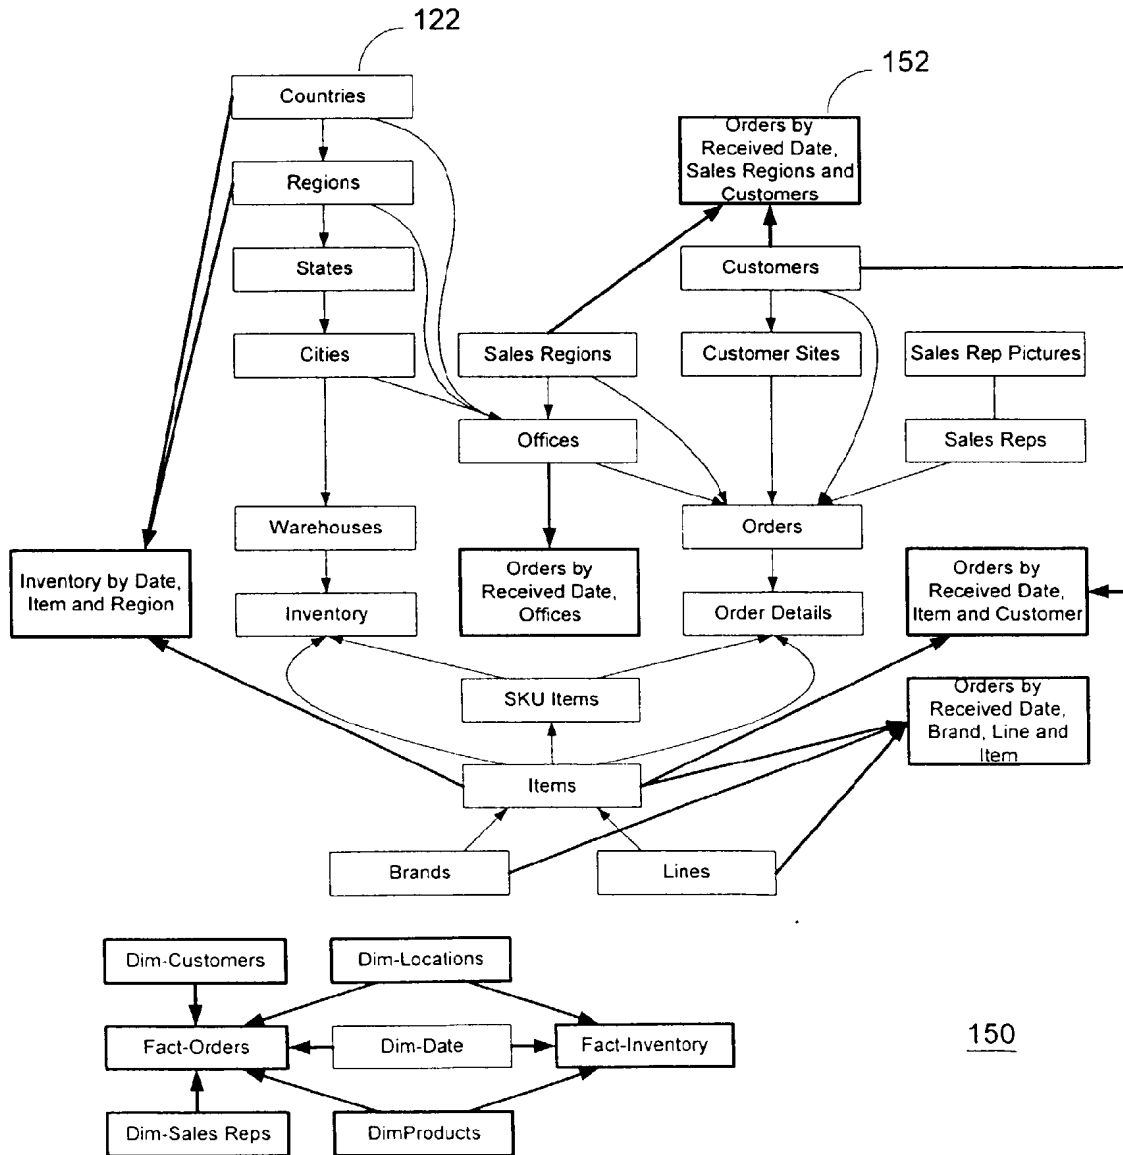 122
152
Countries
Orders by
Received Date,
Sales Regions and
Customers
Regions
States
Customers
Cities
Sales Regions
Customer Sites
Sales Rep Pictures
Offices
Sales Reps
Warehouses
Orders
Inventory by Date,
Item and Region
Orders by
Received Date,
Offices
Orders by
Received Date,
Item and Customer
Inventory
Order Details
SKU Items
Orders by
Received Date,
Brand, Line and
Item
Items
Brands
Lines
Dim-Customers
Dim-Locations
Fact-Orders
Dim-Date
Fact-Inventory
150
Dim-Sales Reps
DimProducts